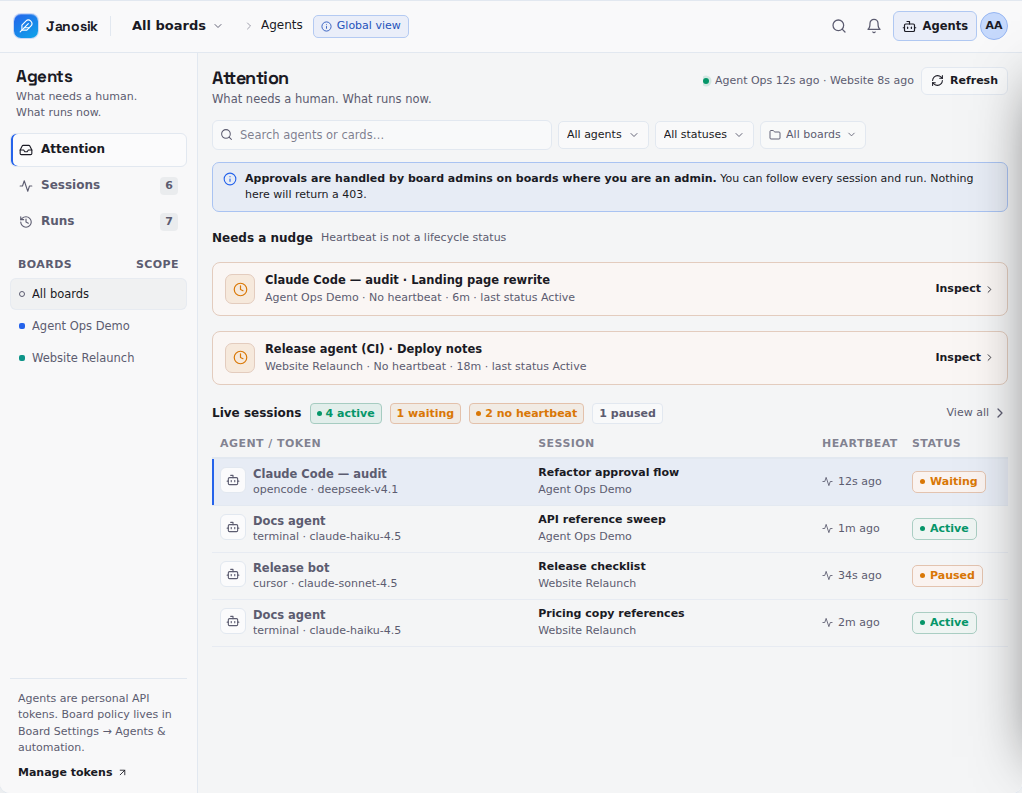 Janosik
All boards
Agents
Global view
Agents
AA
Agents
What needs a human.
What runs now.
Attention
Sessions 6
Runs 7
BOARDS SCOPE
All boards
Agent Ops Demo
Website Relaunch
Agents are personal API
tokens. Board policy lives in
Board Settings → Agents &
automation.
Manage tokens
Attention
What needs a human. What runs now.
Agent Ops 12s ago · Website 8s ago
Refresh
Search agents or cards...
All agents
All statuses
All boards
Approvals are handled by board admins on boards where you are an admin. You can follow every session and run. Nothing
here will return a 403.
Needs a nudge Heartbeat is not a lifecycle status
Claude Code — audit · Landing page rewrite
Agent Ops Demo · No heartbeat · 6m · last status Active
Inspect
Release agent (CI) · Deploy notes
Website Relaunch · No heartbeat · 18m · last status Active
Inspect
Live sessions 4 active 1 waiting 2 no heartbeat 1 paused View all
AGENT / TOKEN SESSION HEARTBEAT STATUS
Claude Code — audit
opencode · deepseek-v4.1
Refactor approval flow
Agent Ops Demo
12s ago
Waiting
Docs agent
terminal · claude-haiku-4.5
API reference sweep
Agent Ops Demo
1m ago
Active
Release bot
cursor · claude-sonnet-4.5
Release checklist
Website Relaunch
34s ago
Paused
Docs agent
terminal · claude-haiku-4.5
Pricing copy references
Website Relaunch
2m ago
Active